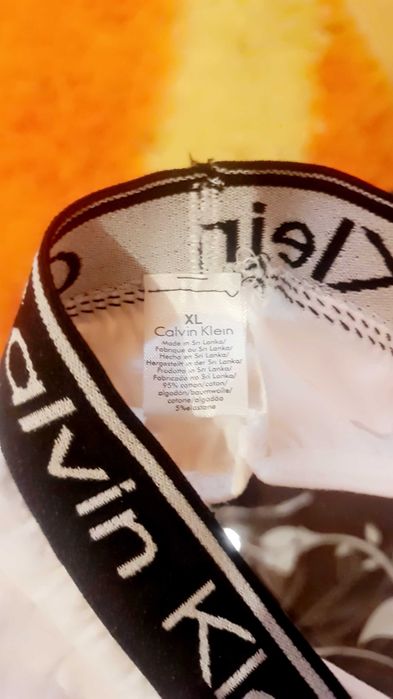 XL
Calvin Klein
Made in Sri Lanka/
Fabrique au Sri Lanka/
Hecho en Sri Lanka/
Hergestellt in der Sri Lanka/
Prodotto in Sri Lanka/
Fabricado no Sri Lanka/
95% cotton/coton/
algodón/baumwolle/
cotone/algodão
5%elastane
alvin Kl
Klein